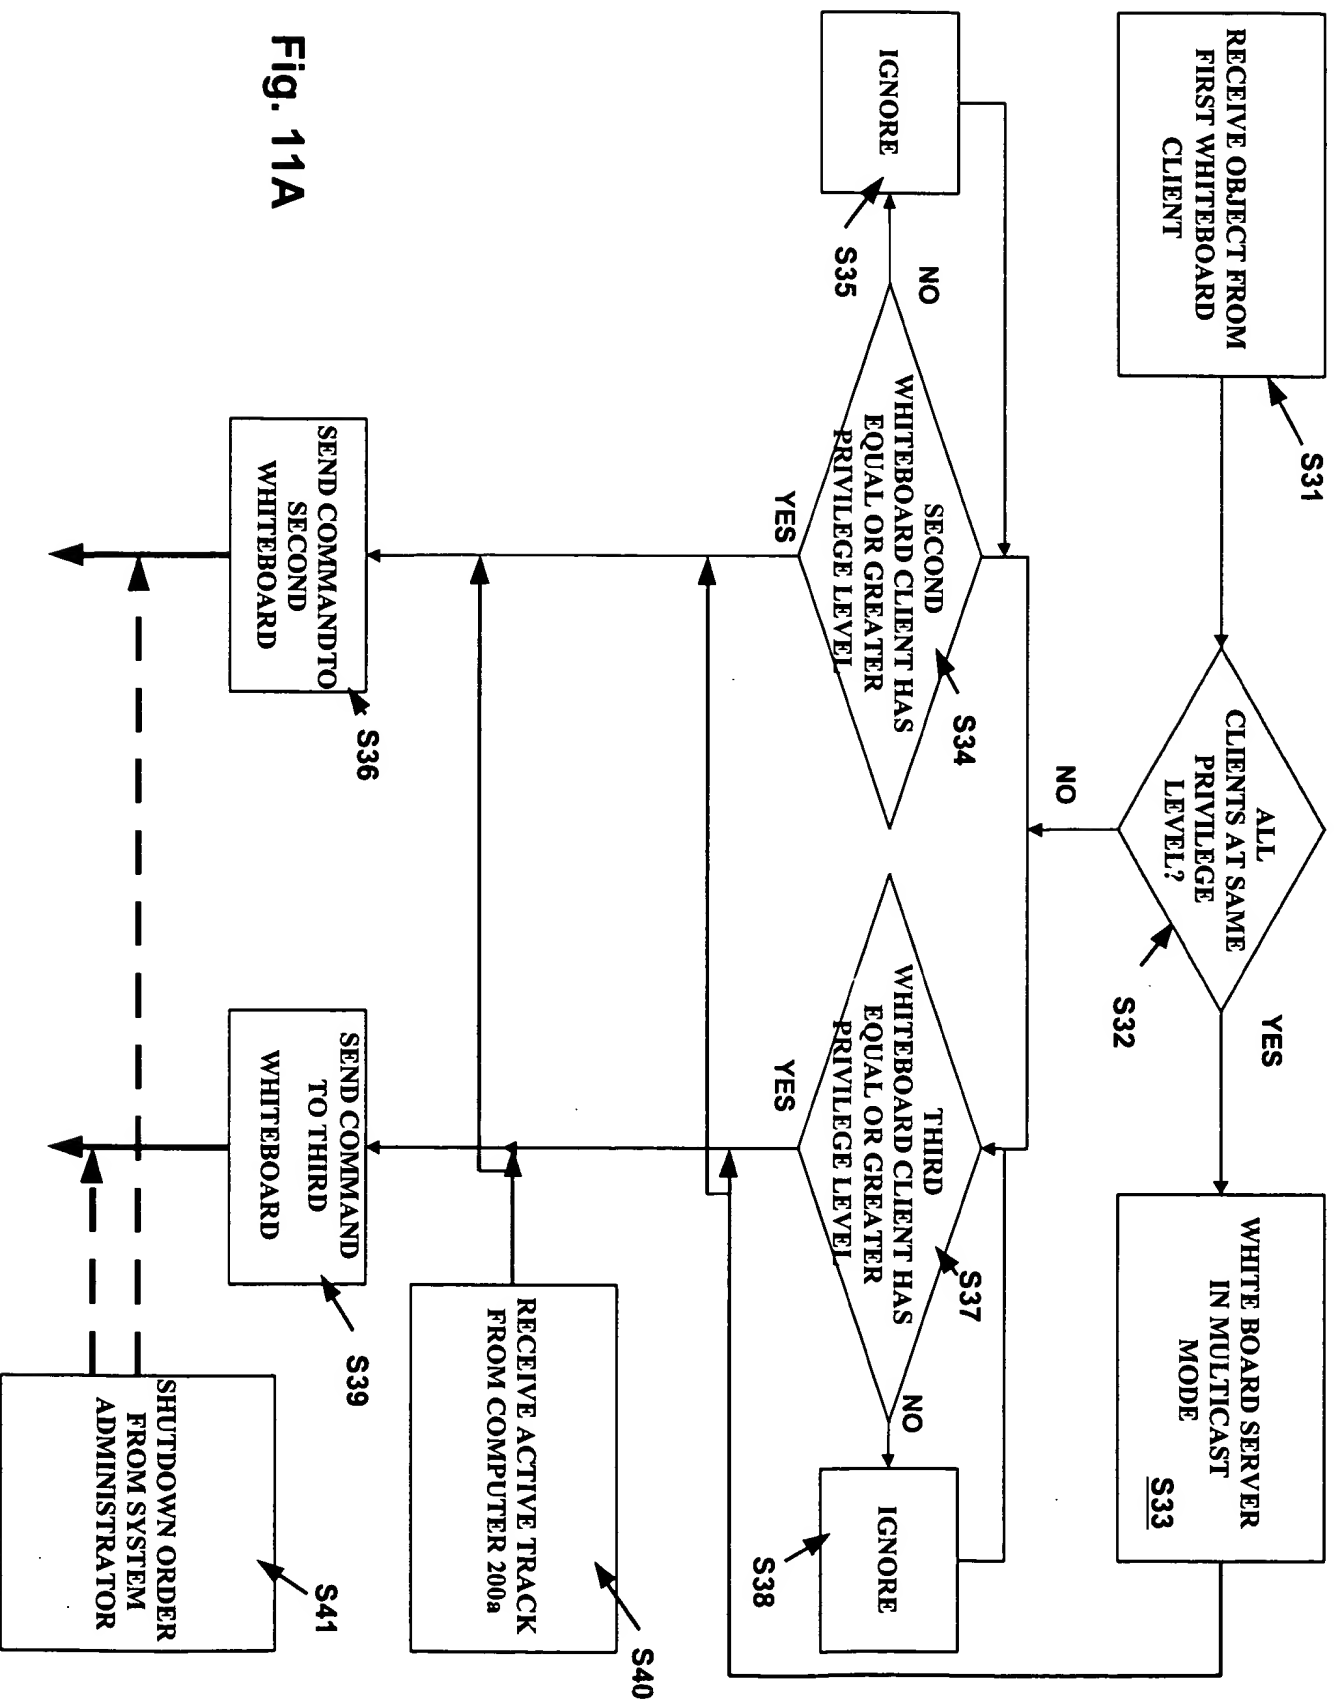 RECEIVE OBJECT FROM
FIRST WHITEBOARD
CLIENT
S31
ALL
CLIENTS AT SAME
PRIVILEGE
LEVEL?
S32
YES
WHITE BOARD SERVER
IN MULTICAST
MODE
S33
NO
IGNORE
S35
NO
SECOND
WHITEBOARD CLIENT HAS
EQUAL OR GREATER
PRIVILEGE LEVEL
S34
YES
THIRD
WHITEBOARD CLIENT HAS
EQUAL OR GREATER
PRIVILEGE LEVEL
S37
YES
NO
IGNORE
S38
RECEIVE ACTIVE TRACK
FROM COMPUTER 200a
S40
SEND COMMANDTO
SECOND
WHITEBOARD
S36
SEND COMMAND
TO THIRD
WHITEBOARD
S39
SHUTDOWN ORDER
FROM SYSTEM
ADMINISTRATOR
S41
Fig. 11A